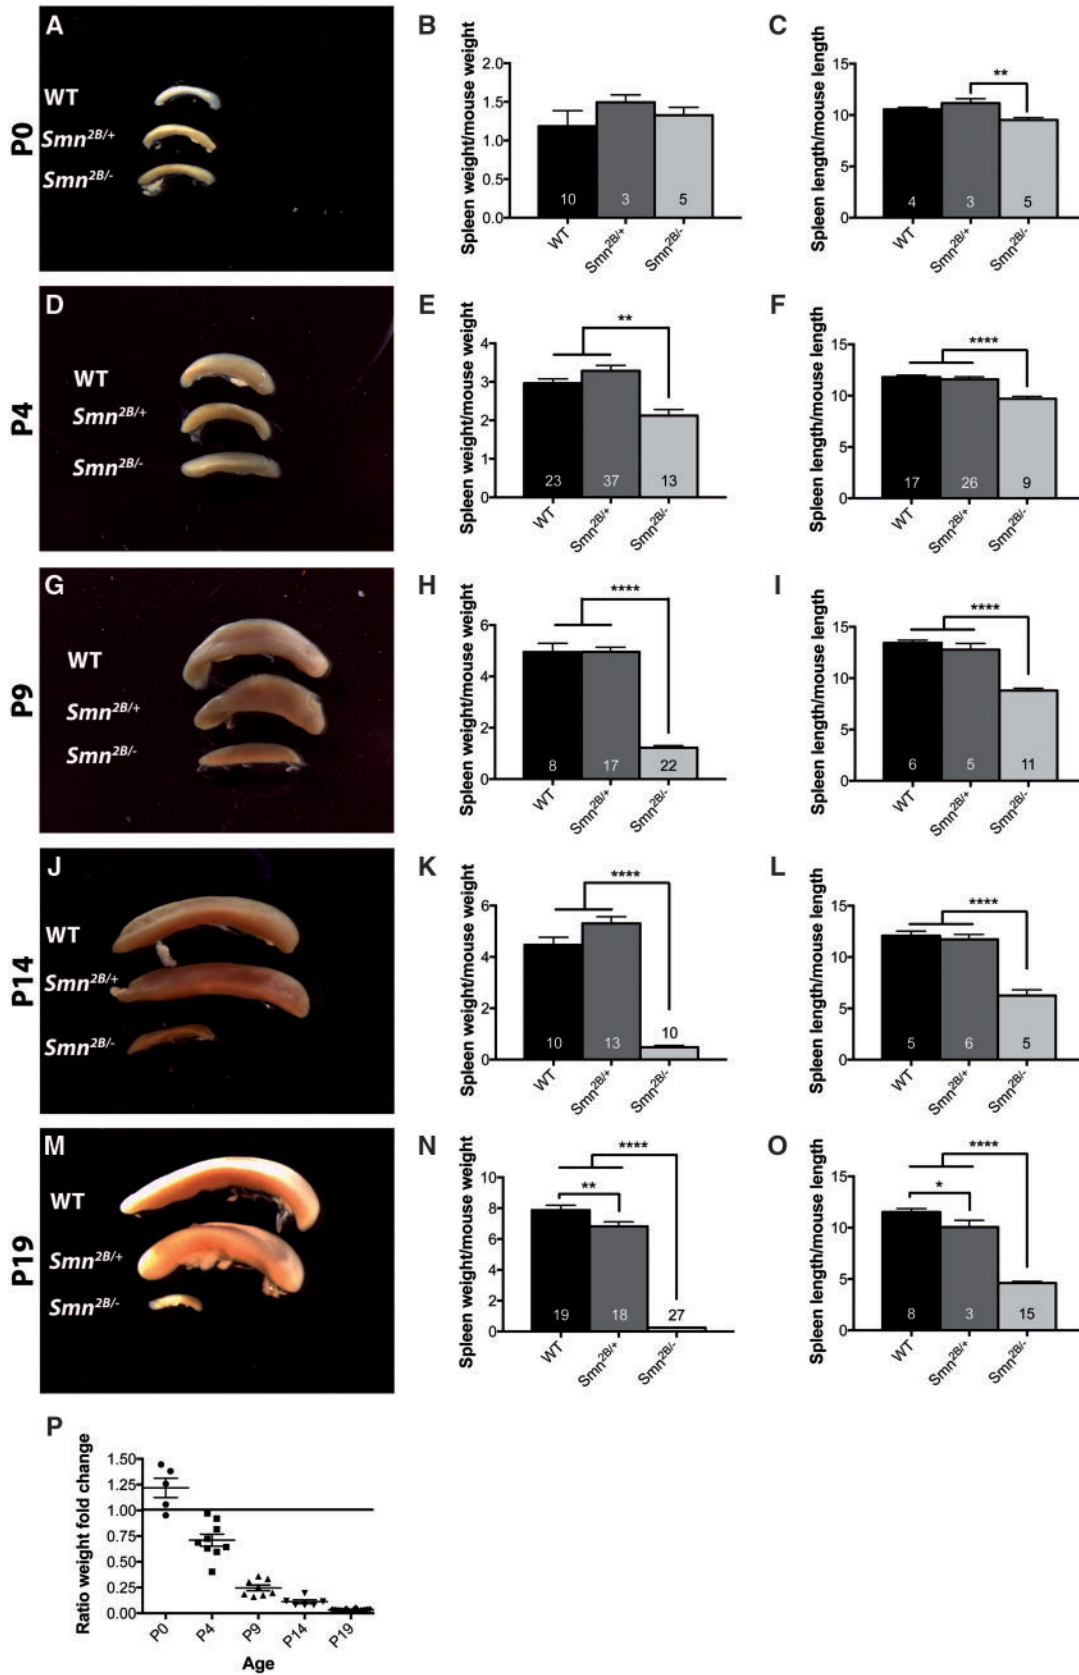 P0
A
WT
Smn2B/+
Smn2B/-
B
Spleen weight/mouse weight
2.0
1.5
1.0
0.5
0.0
10
3
5
WT
Smn2B/+
Smn2B/-
C
Spleen length/mouse length
15
10
5
0
**
4
3
5
WT
Smn2B/+
Smn2B/-
P4
D
WT
Smn2B/+
Smn2B/-
E
Spleen weight/mouse weight
4
3
2
1
0
**
23
37
13
WT
Smn2B/+
Smn2B/-
F
Spleen length/mouse length
15
10
5
0
****
17
26
9
WT
Smn2B/+
Smn2B/-
P9
G
WT
Smn2B/+
Smn2B/-
H
Spleen weight/mouse weight
6
4
2
0
****
8
17
22
WT
Smn2B/+
Smn2B/-
I
Spleen length/mouse length
15
10
5
0
****
6
5
11
WT
Smn2B/+
Smn2B/-
P14
J
WT
Smn2B/+
Smn2B/-
K
Spleen weight/mouse weight
6
4
2
0
****
10
13
10
WT
Smn2B/+
Smn2B/-
L
Spleen length/mouse length
15
10
5
0
****
5
6
5
WT
Smn2B/+
Smn2B/-
P19
M
WT
Smn2B/+
Smn2B/-
N
Spleen weight/mouse weight
10
8
6
4
2
0
****
**
19
18
27
WT
Smn2B/+
Smn2B/-
O
Spleen length/mouse length
15
10
5
0
****
*
8
3
15
WT
Smn2B/+
Smn2B/-
P
Ratio weight fold change
1.50
1.25
1.00
0.75
0.50
0.25
0.00
P0
P4
P9
P14
P19
Age